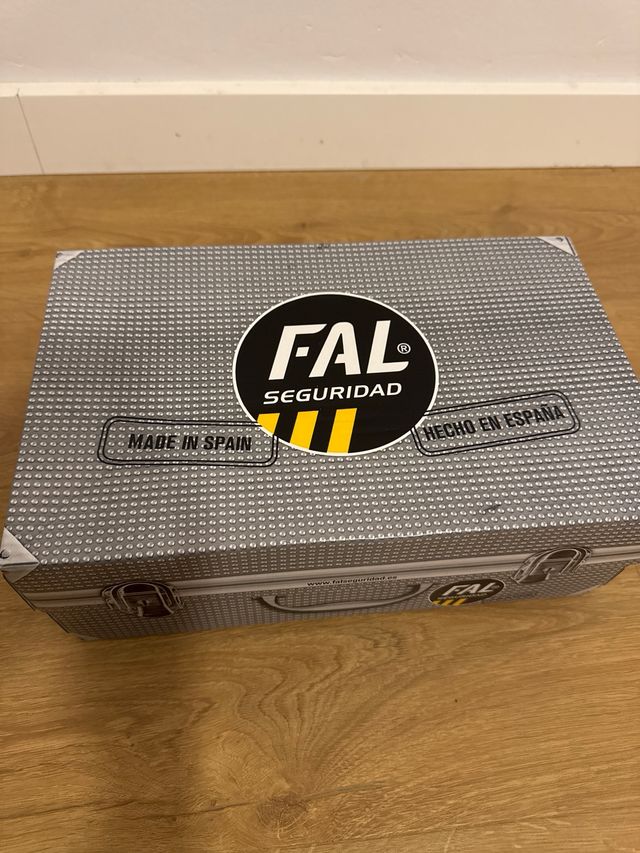 FAL®
SEGURIDAD
MADE IN SPAIN
HECHO EN ESPAÑA
www.falseguridad.es
FAL